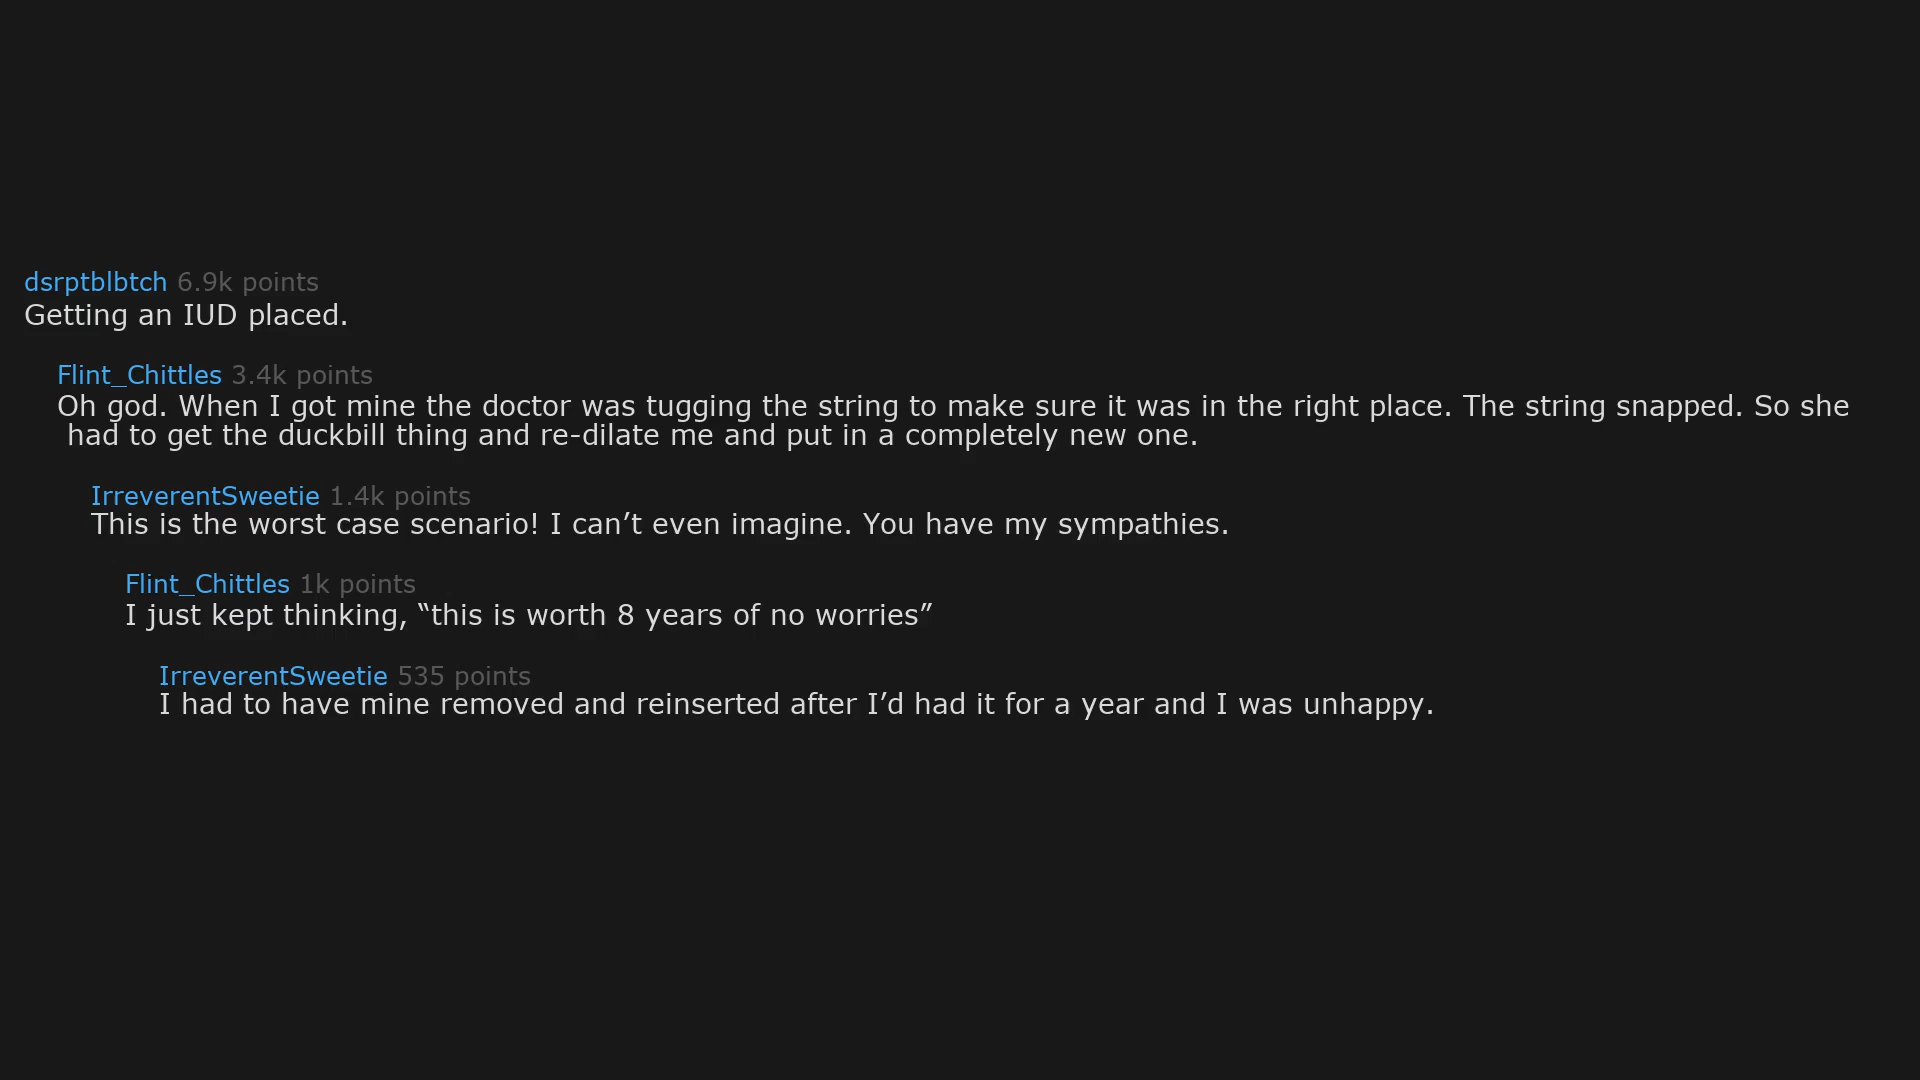 dsrptblbtch 6.9k points
Getting an IUD placed.
Flint_Chittles 3.4k points
Oh god. When I got mine the doctor was tugging the string to make sure it was in the right place. The string snapped. So she
had to get the duckbill thing and re-dilate me and put in a completely new one.
IrreverentSweetie 1.4k points
This is the worst case scenario! I can’t even imagine. You have my sympathies.
Flint_Chittles 1k points
I just kept thinking, “this is worth 8 years of no worries”
IrreverentSweetie 535 points
I had to have mine removed and reinserted after I’d had it for a year and I was unhappy.